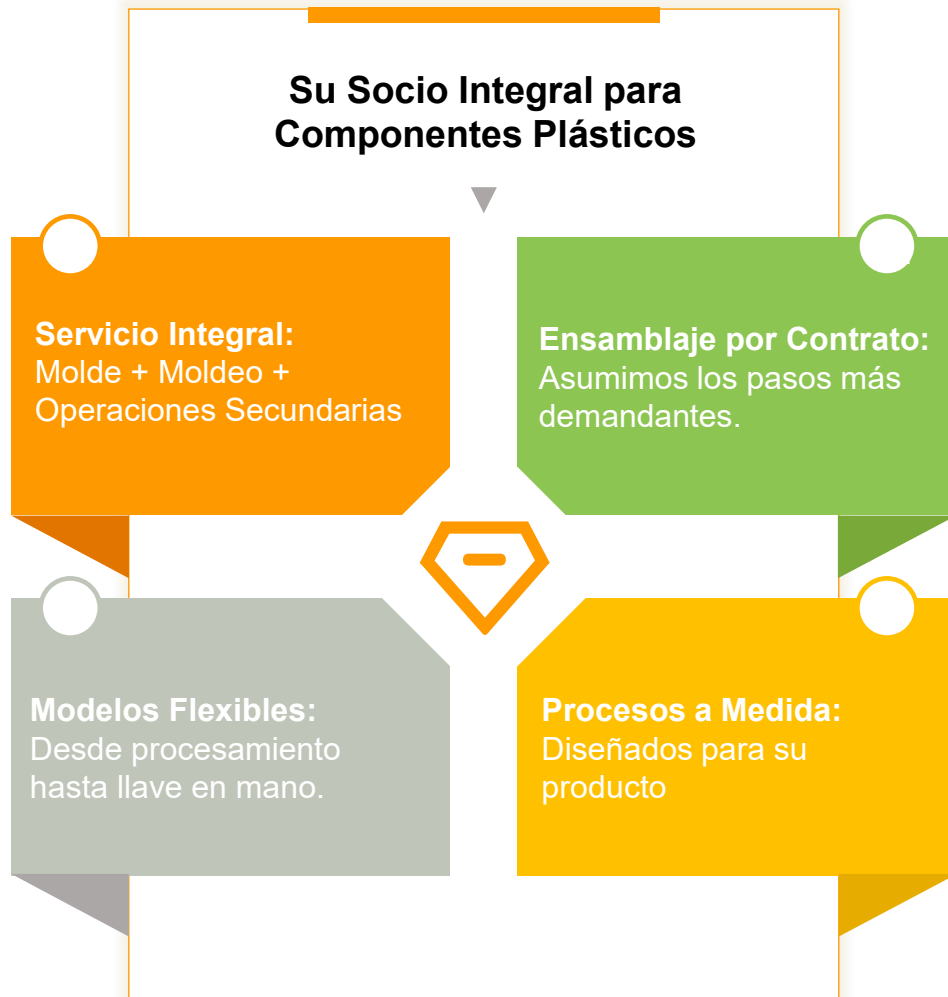 Su Socio Integral para
Componentes Plásticos
Servicio Integral:
Molde + Moldeo +
Operaciones Secundarias
Ensamblaje por Contrato:
Asumimos los pasos más
demandantes.
Modelos Flexibles:
Desde procesamiento
hasta llave en mano.
Procesos a Medida:
Diseñados para su
producto